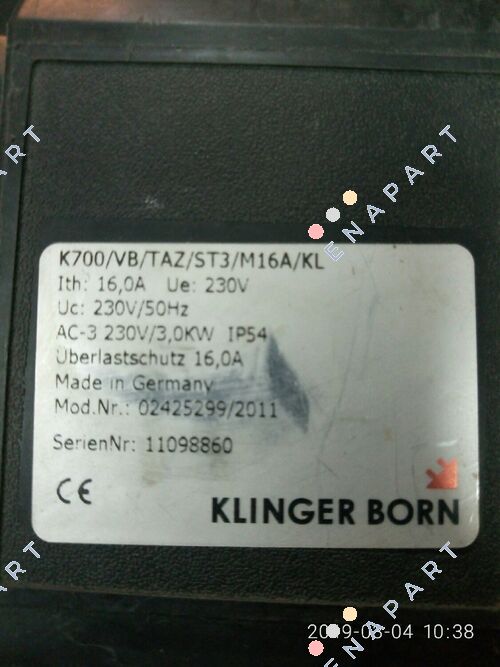 K700/VB/TAZ/ST3/M16A/KL
Ith: 16,0A Ue: 230V
Uc: 230V/50Hz
AC-3 230V/3,0KW IP54
Überlastschutz 16,0A
Made in Germany
Mod.Nr.: 02425299/2011
SerienNr: 11098860
CE
KLINGER BORN
ENAPART
ENAPART
ENAPART
ENAPART
2019-03-04 10:38